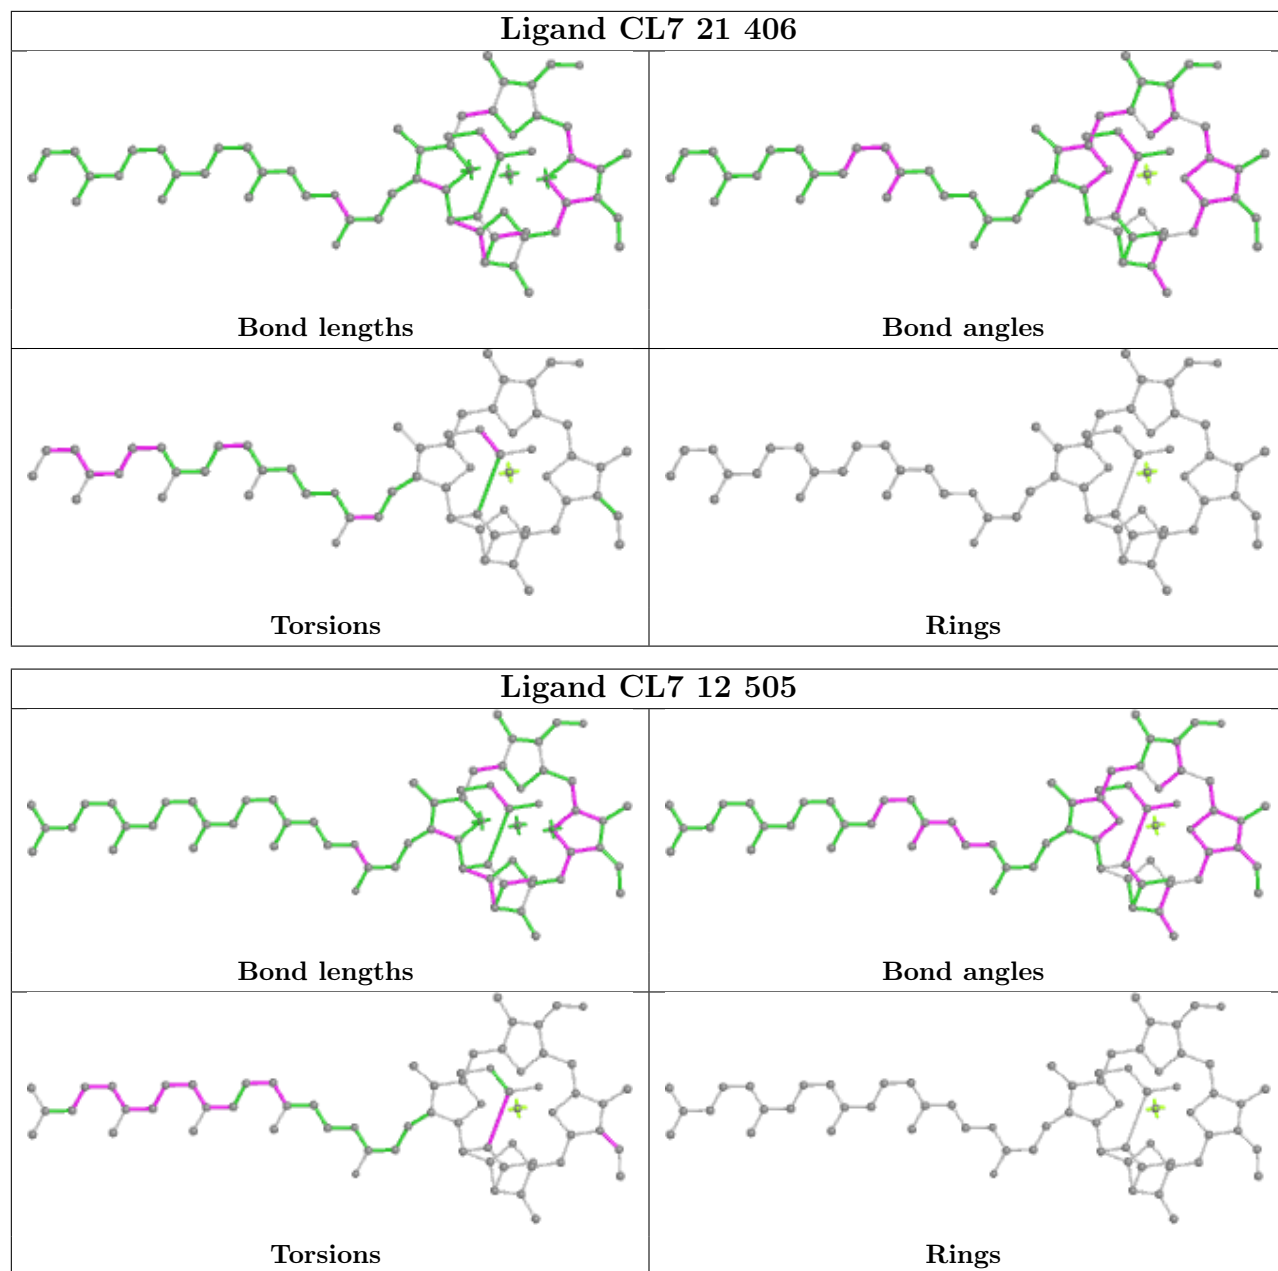 Ligand CL7 21 406
Bond lengths
Bond angles
Torsions
Rings
Ligand CL7 12 505
Bond lengths
Bond angles
Torsions
Rings